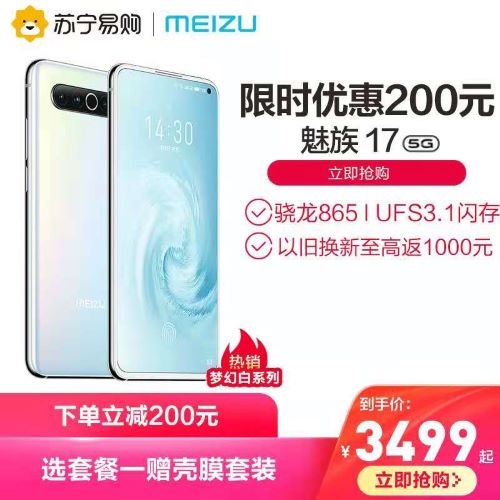 苏宁易购 | MEIZU
限时优惠200元
魅族 17 5G
立即抢购
骁龙865 | UFS3.1闪存
以旧换新至高返1000元
14:30
热销
梦幻白系列
下单立减200元
选套餐一赠壳膜套装
到手价：
¥3499起
立即抢购